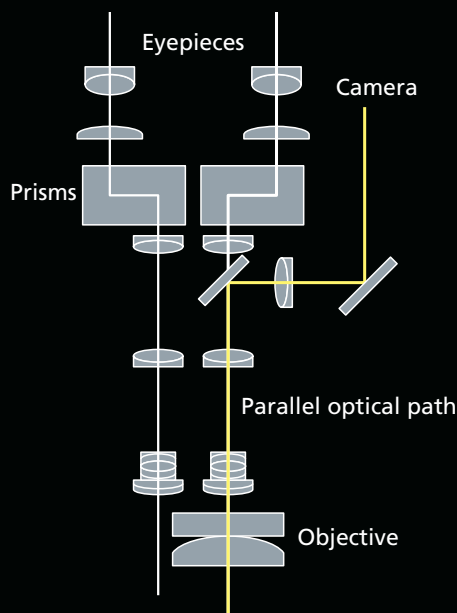 Eyepieces
Camera
Prisms
Parallel optical path
Objective